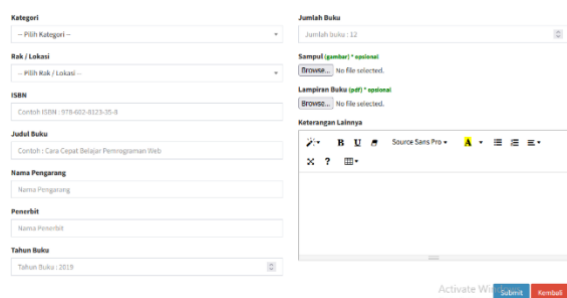 Kategori
-- Pilih Kategori --
Rak / Lokasi
-- Pilih Rak / Lokasi --
ISBN
Contoh ISBN : 978-602-8123-35-8
Judul Buku
Contoh : Cara Cepat Belajar Pemrograman Web
Nama Pengarang
Nama Pengarang
Penerbit
Nama Penerbit
Tahun Buku
Tahun Buku : 2019
Jumlah Buku
Jumlah buku : 12
Sampul (gambar) * opsional
Browse... No file selected.
Lampiran Buku (pdf) * opsional
Browse... No file selected.
Keterangan Lainnya
B U Source Sans Pro A
?
Activate Wi
Submit Kembali